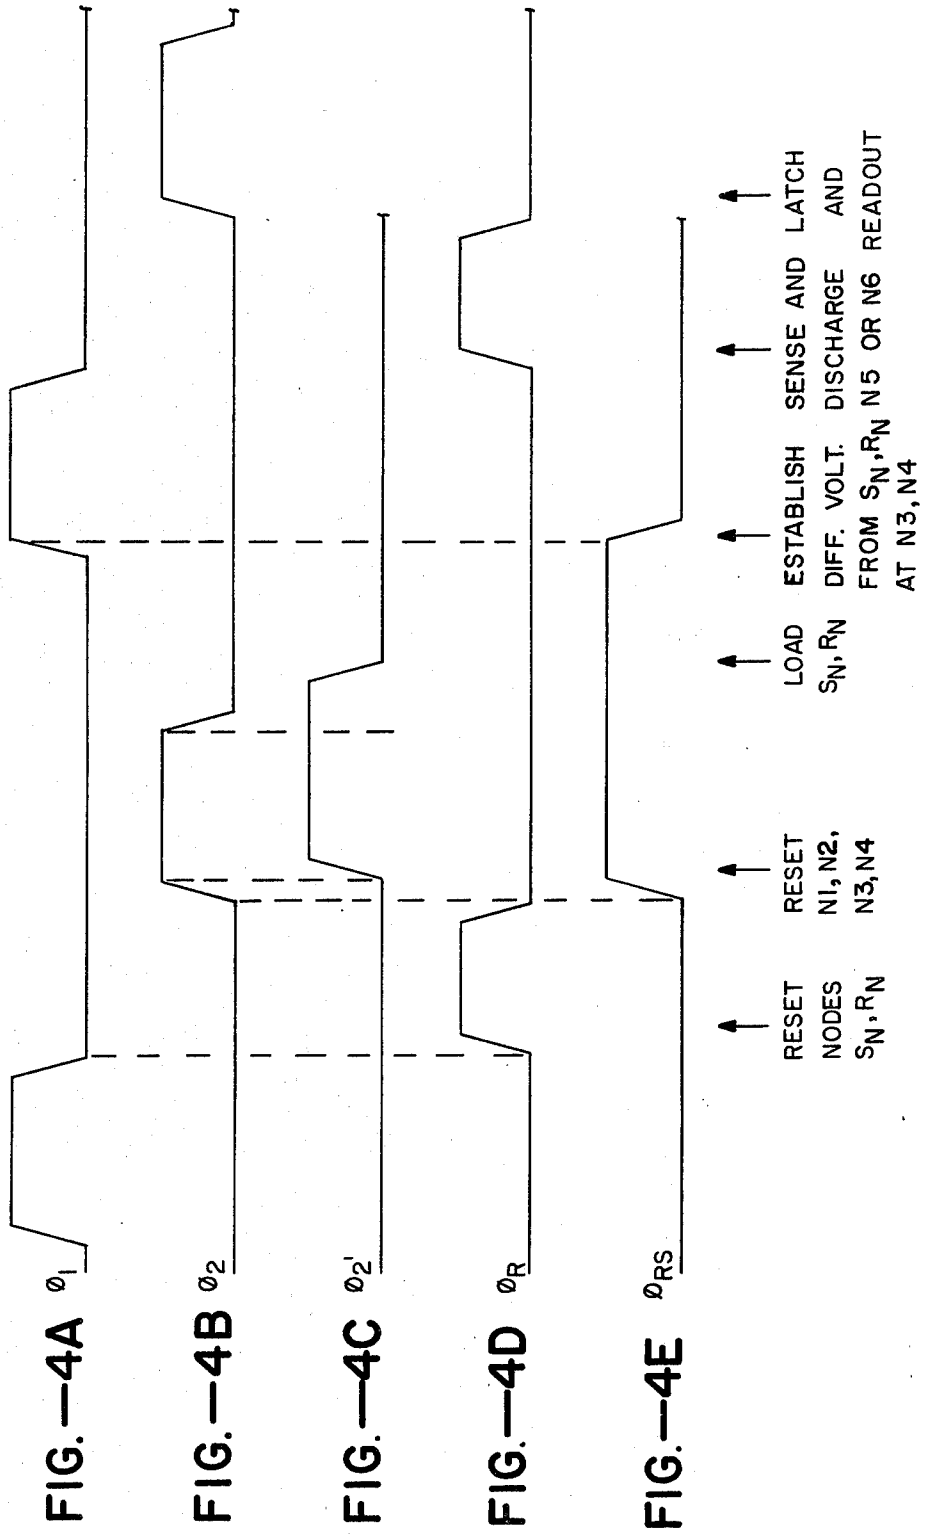 FIG.—4A Ø1
FIG.—4B Ø2
FIG.—4C Ø2'
FIG.—4D ØR
FIG.—4E ØRS
RESET
NODES
SN, RN
RESET
N1, N2,
N3, N4
LOAD
SN, RN
ESTABLISH
DIFF. VOLT.
FROM SN, RN
AT N3, N4
SENSE AND
DISCHARGE
N5 OR N6
LATCH
AND
READOUT